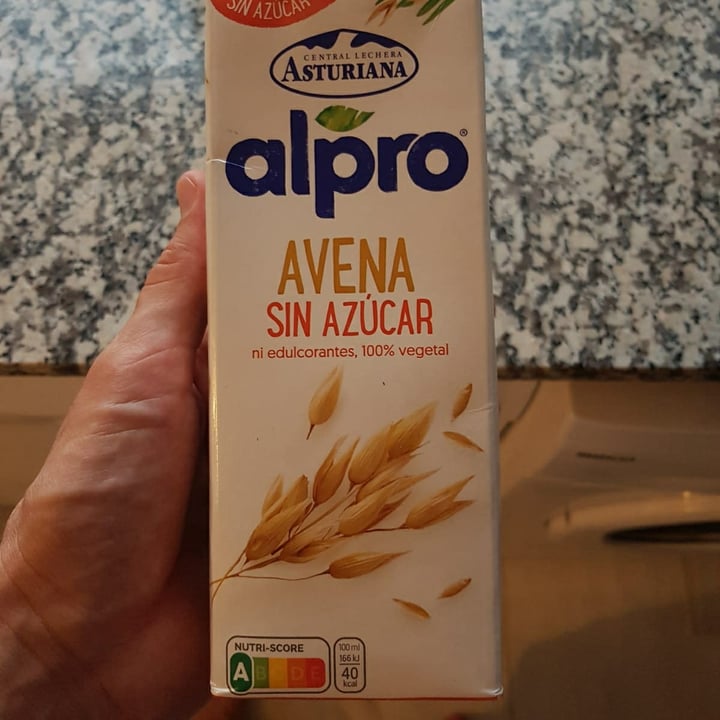 SIN AZÚCAR
CENTRAL LECHERA
ASTURIANA
alpro®
AVENA
SIN AZÚCAR
ni edulcorantes, 100% vegetal
NUTRI-SCORE
A B C D E
100 ml
166 kJ
40
kcal